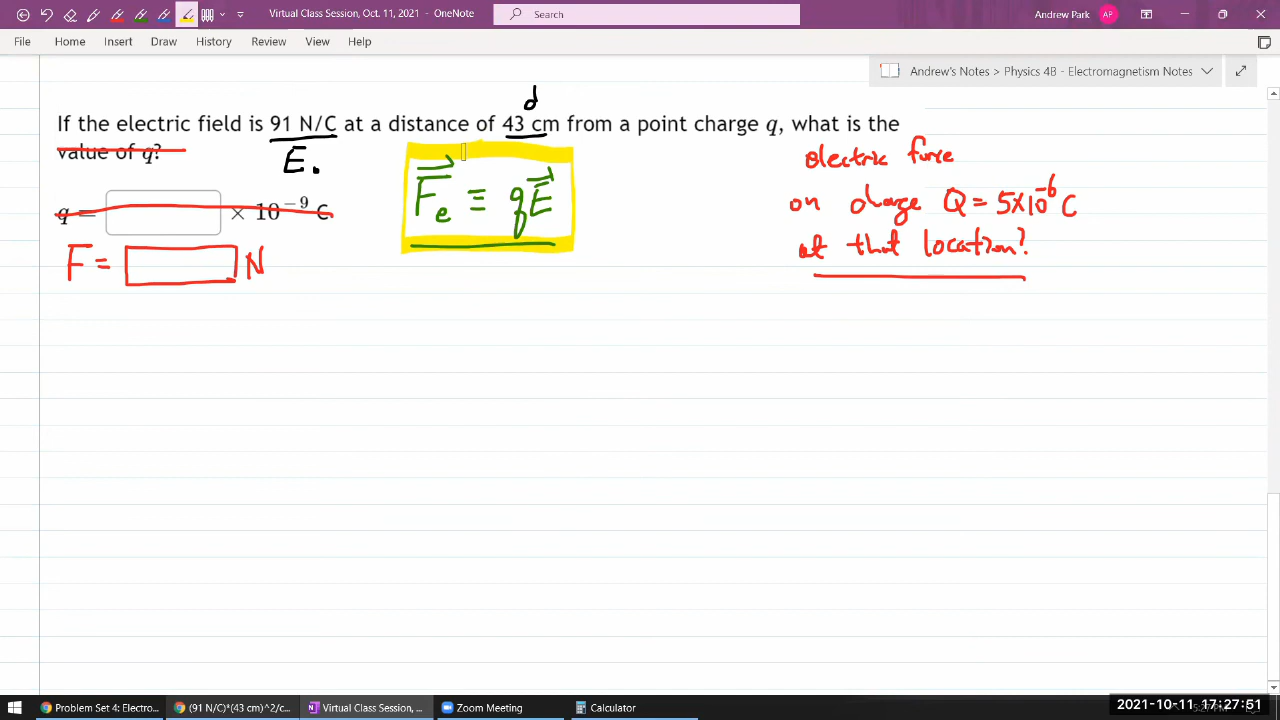 Virtual Class Session, Oct. 11, 2021 - OneNote
Search
Andrew Park
AP
File Home Insert Draw History Review View Help
Andrew's Notes > Physics 4B - Electromagnetism Notes
d
If the electric field is 91 N/C at a distance of 43 cm from a point charge q, what is the
value of q?
E.
electric force
on charge Q = 5×10⁻⁶ C
at that location?
Fₑ ≡ qE
q = × 10⁻⁹ C
F = N
Problem Set 4: Electro...
(91 N/C)*(43 cm)^2/c...
Virtual Class Session, ...
Zoom Meeting
Calculator
2021-10-11 17:27:51